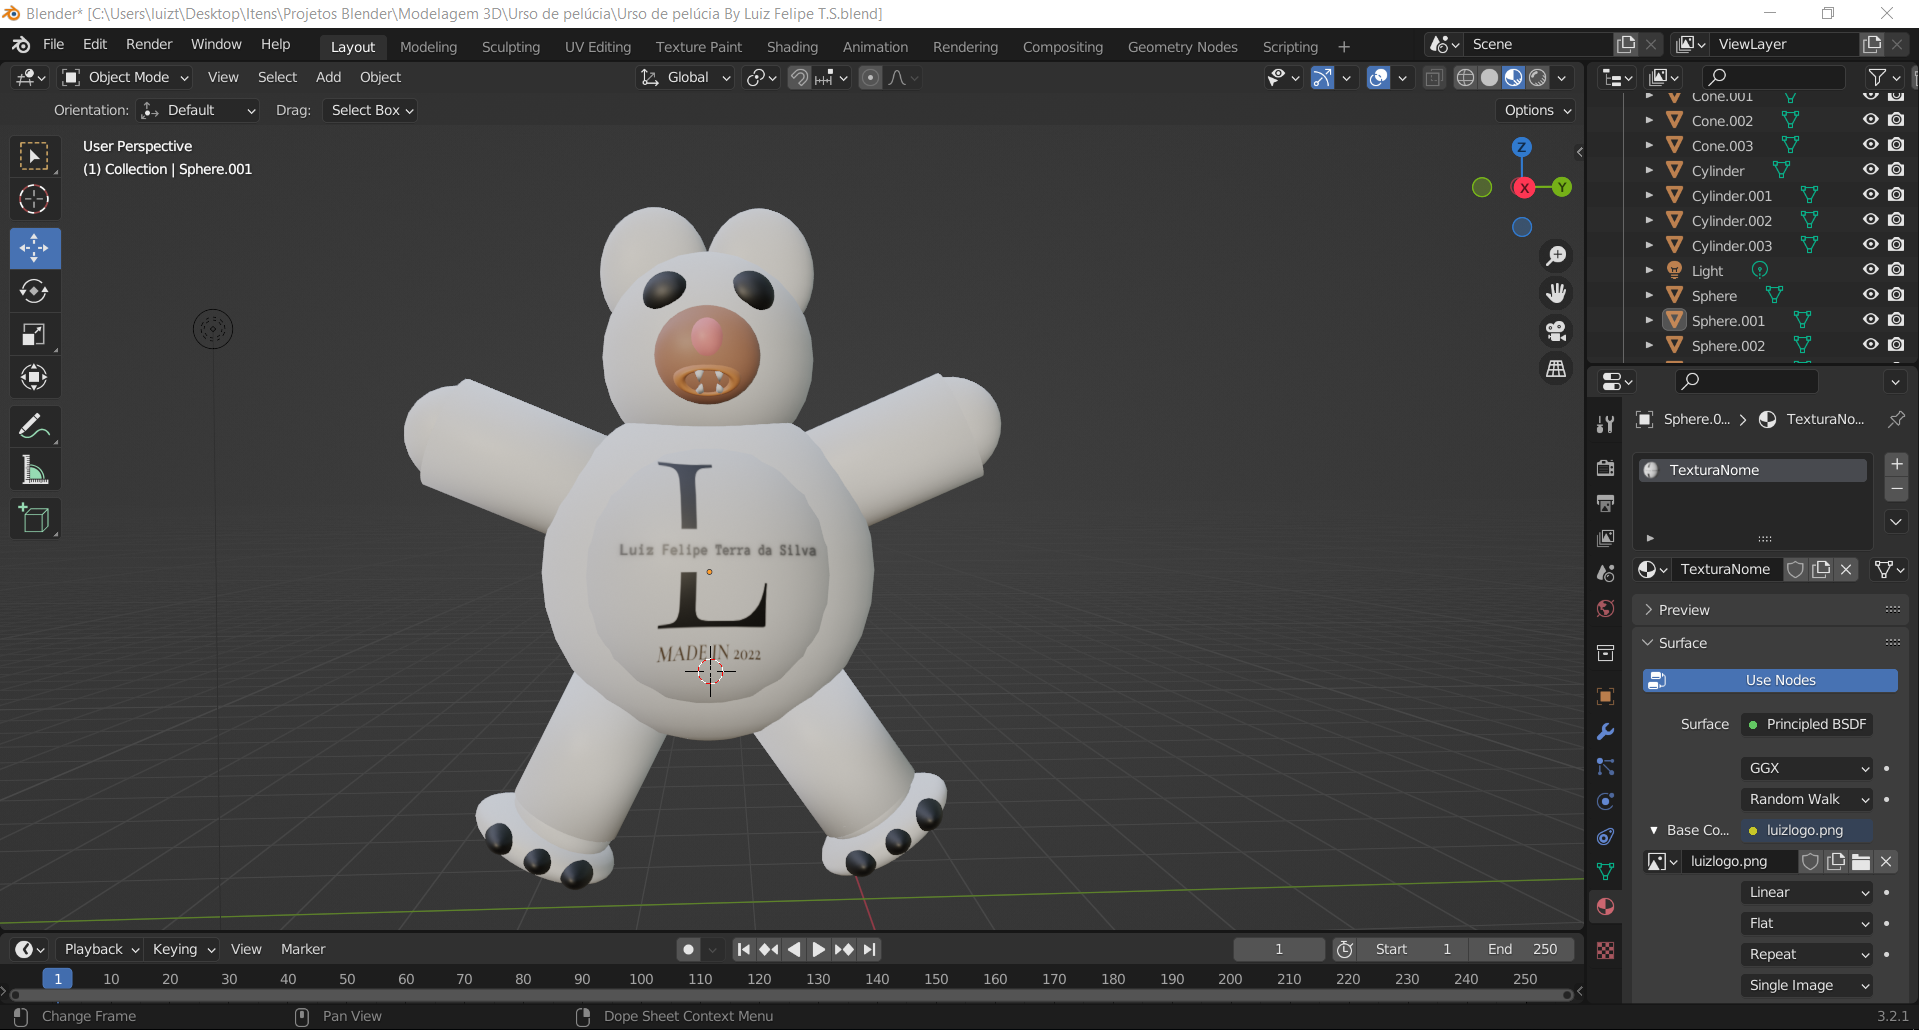 Blender* [C:\Users\luizt\Desktop\Itens\Projetos Blender\Modelagem 3D\Urso de pelúcia\Urso de pelúcia By Luiz Felipe T.S.blend]
File Edit Render Window Help Layout Modeling Sculpting UV Editing Texture Paint Shading Animation Rendering Compositing Geometry Nodes Scripting + Scene ViewLayer
Object Mode View Select Add Object Global
Orientation: Default Drag: Select Box Options
User Perspective
(1) Collection | Sphere.001
Z
X
Y
L
Luiz Felipe Terra da Silva
MADE IN 2022
Cone.001
Cone.002
Cone.003
Cylinder
Cylinder.001
Cylinder.002
Cylinder.003
Light
Sphere
Sphere.001
Sphere.002
Sphere.0... > TexturaNo...
TexturaNome
TexturaNome
Preview
Surface
Use Nodes
Surface Principled BSDF
GGX
Random Walk
Base Co... luizlogo.png
luizlogo.png
Linear
Flat
Repeat
Single Image
Playback Keying View Marker 1 Start 1 End 250
1 10 20 30 40 50 60 70 80 90 100 110 120 130 140 150 160 170 180 190 200 210 220 230 240 250
Change Frame Pan View Dope Sheet Context Menu 3.2.1